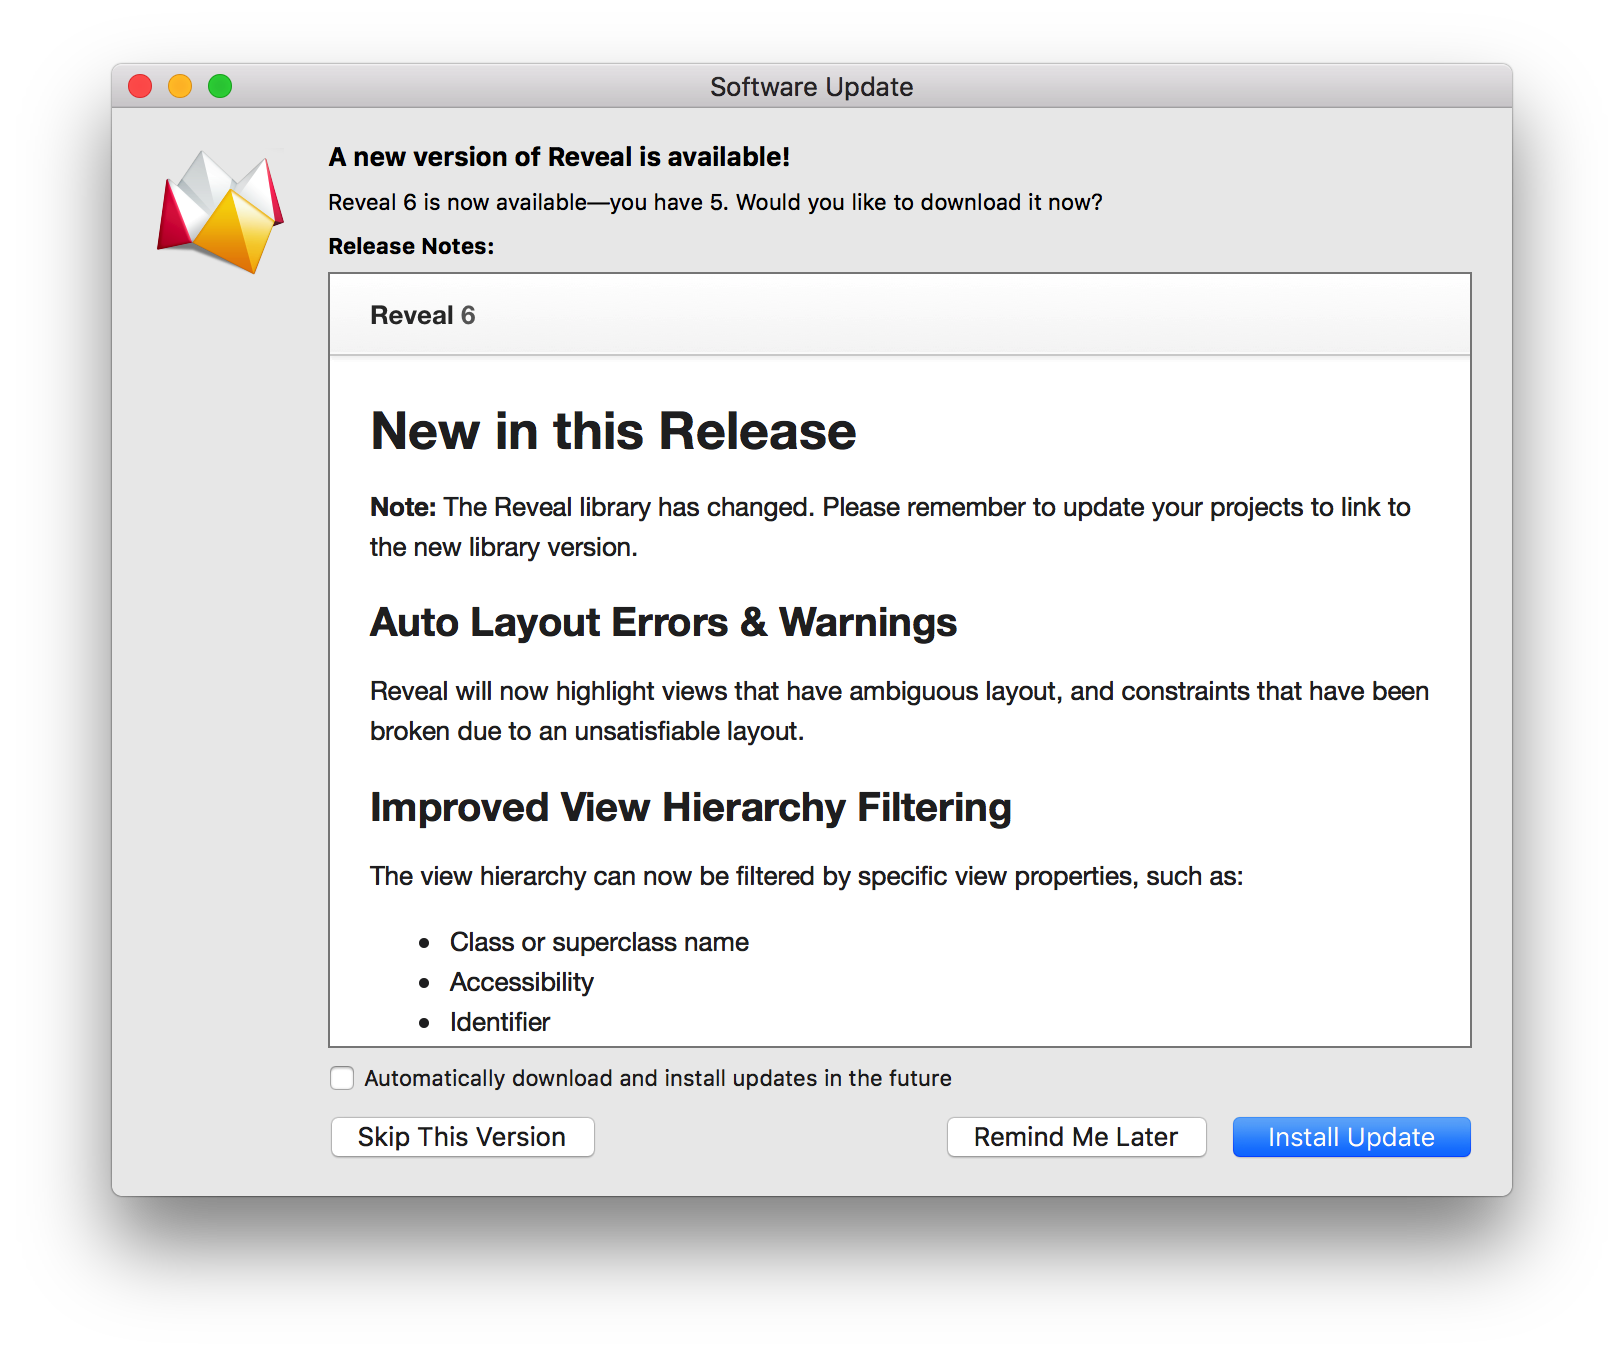 Software Update
A new version of Reveal is available!
Reveal 6 is now available—you have 5. Would you like to download it now?
Release Notes:
Reveal 6
New in this Release
Note: The Reveal library has changed. Please remember to update your projects to link to
the new library version.
Auto Layout Errors & Warnings
Reveal will now highlight views that have ambiguous layout, and constraints that have been
broken due to an unsatisfiable layout.
Improved View Hierarchy Filtering
The view hierarchy can now be filtered by specific view properties, such as:
• Class or superclass name
• Accessibility
• Identifier
Automatically download and install updates in the future
Skip This Version
Remind Me Later
Install Update